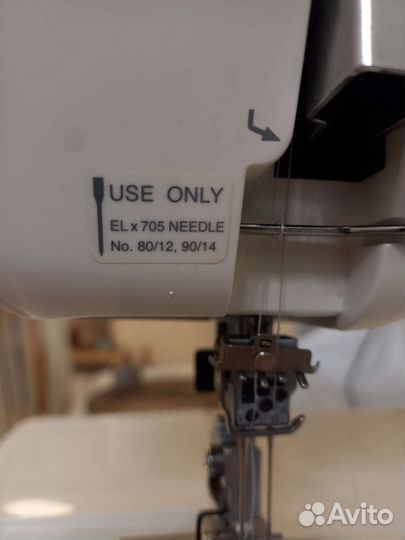 USE ONLY
EL x 705 NEEDLE
No. 80/12, 90/14
Avito